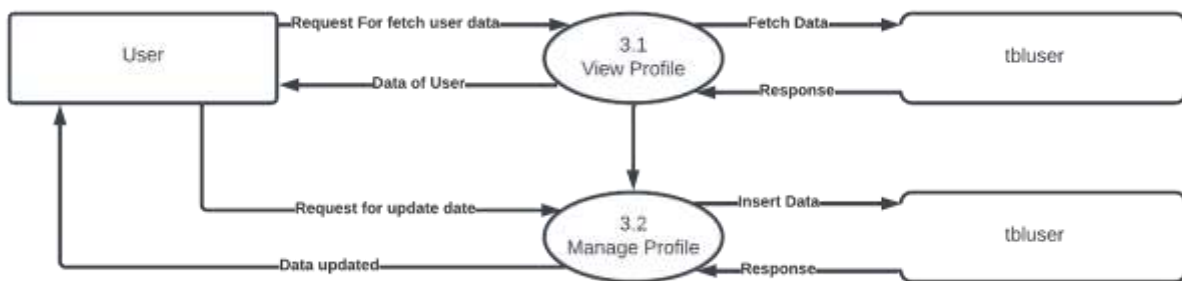 Request For fetch user data
Fetch Data
User
3.1
View Profile
tbluser
Data of User
Response
Request for update date
Insert Data
3.2
Manage Profile
tbluser
Data updated
Response